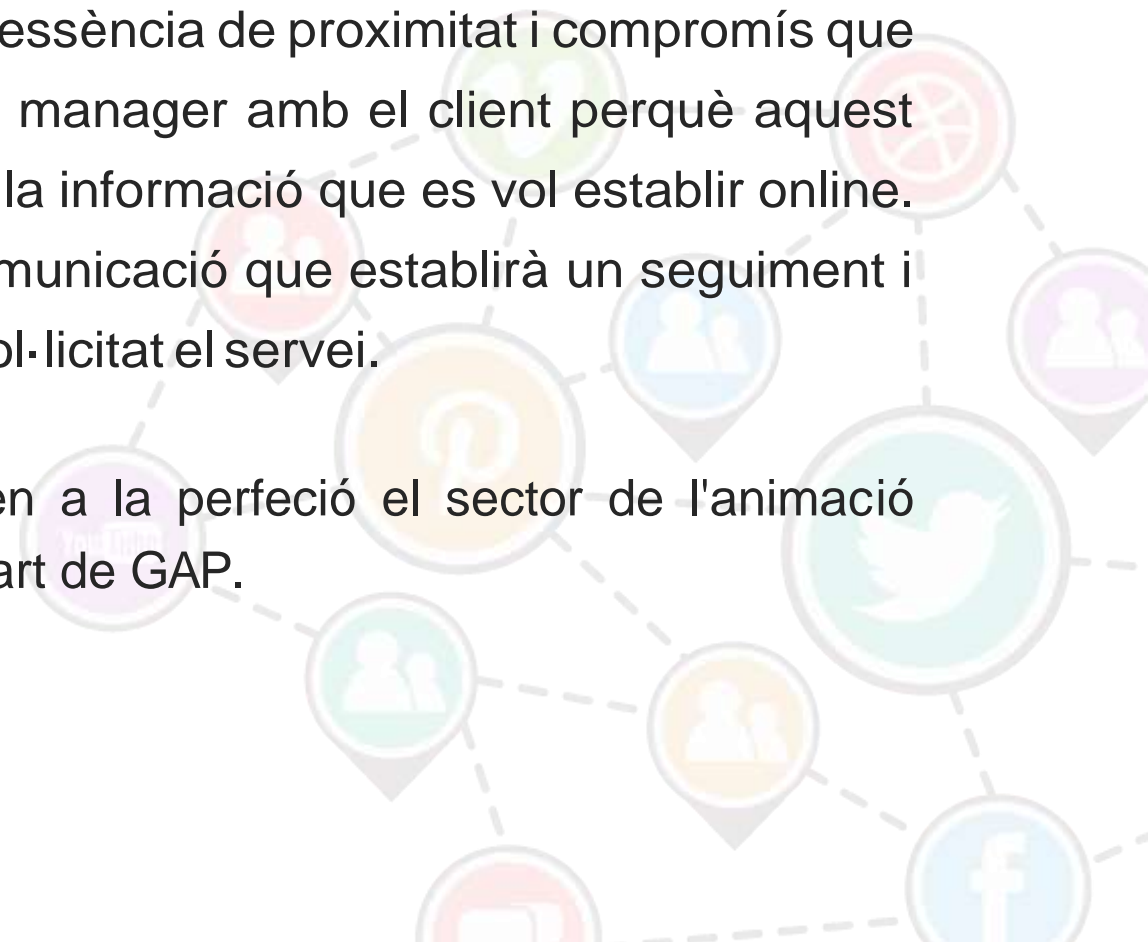 essència de proximitat i compromís que
manager amb el client perquè aquest
la informació que es vol establir online.
municació que establirà un seguiment i
ol·licitat el servei.
en a la perfeció el sector de l'animació
art de GAP.